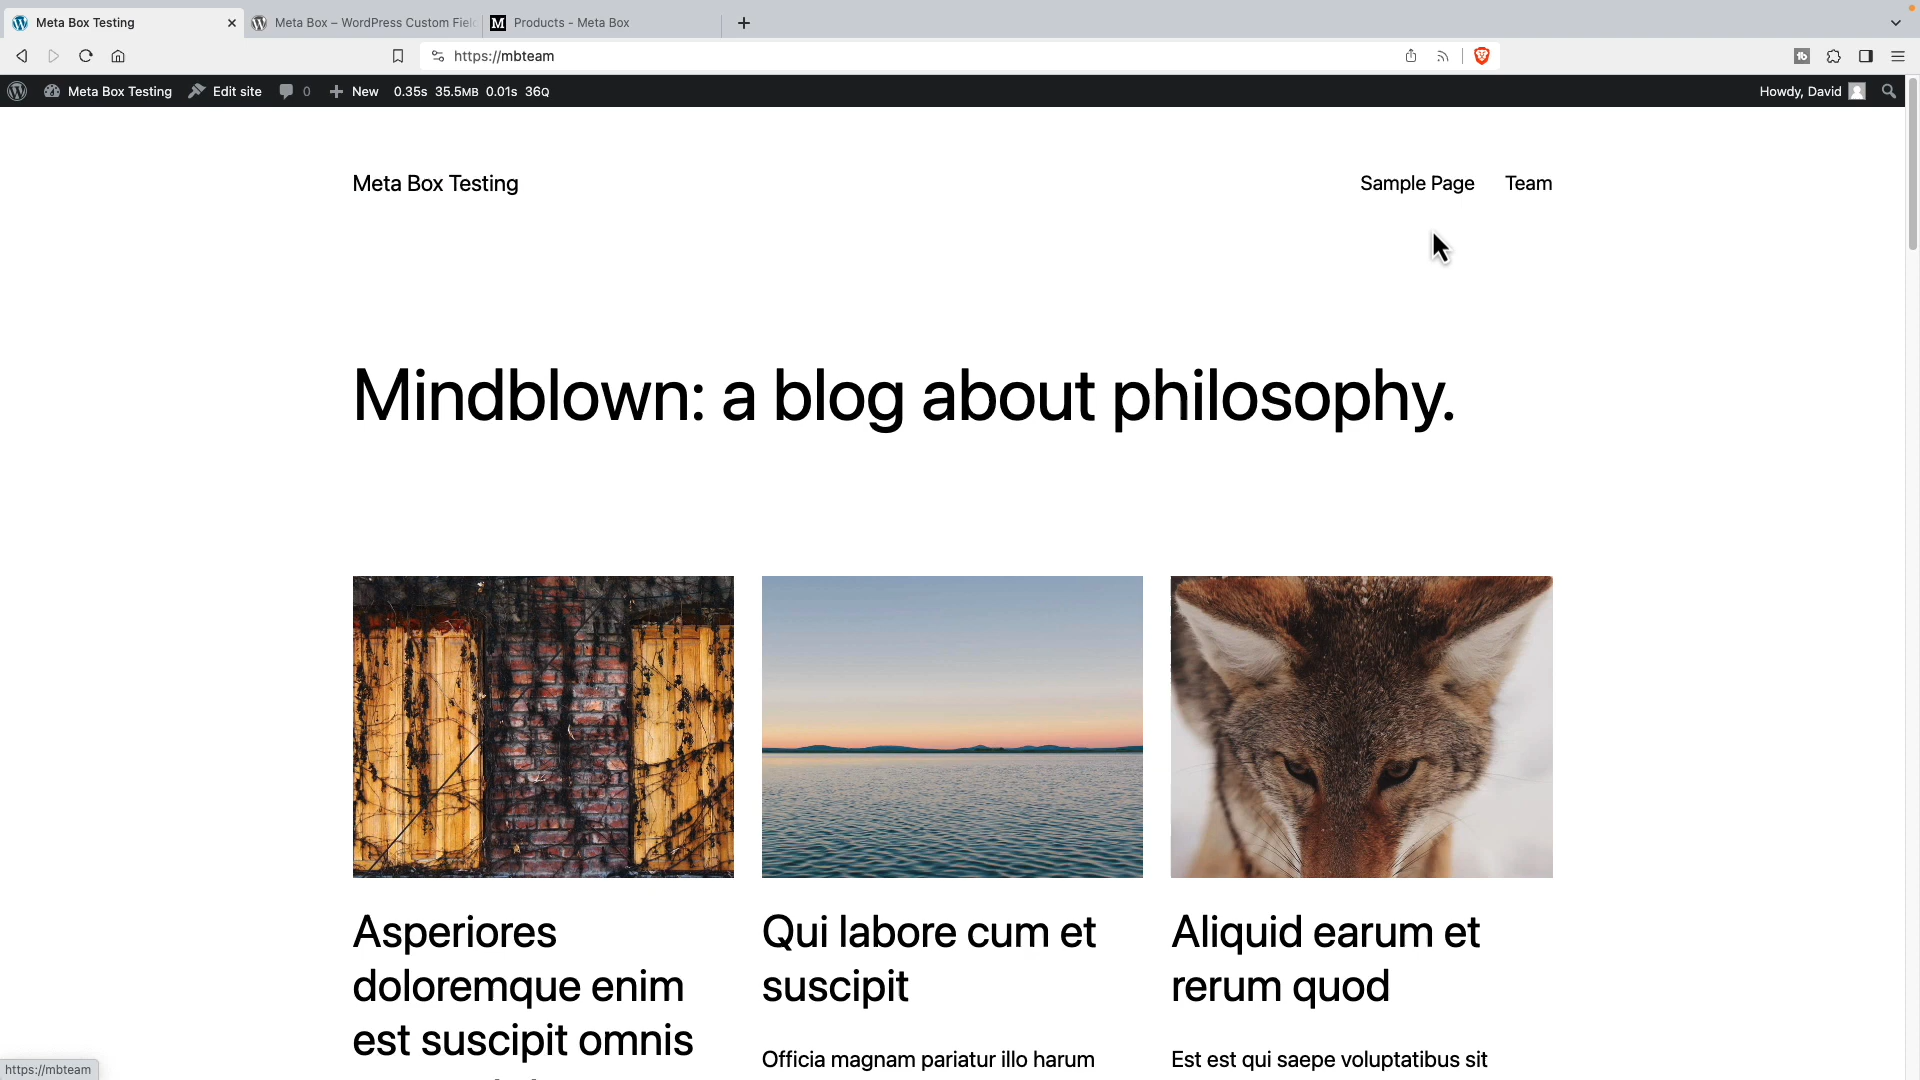 Meta Box Testing
Meta Box – WordPress Custom Fiel
Products - Meta Box
https://mbteam
Meta Box Testing
Edit site
0
New
0.35s 35.5MB 0.01s 36Q
Howdy, David
Meta Box Testing
Sample Page
Team
Mindblown: a blog about philosophy.
Asperiores
doloremque enim
est suscipit omnis
Qui labore cum et
suscipit
Officia magnam pariatur illo harum
Aliquid earum et
rerum quod
Est est qui saepe voluptatibus sit
https://mbteam